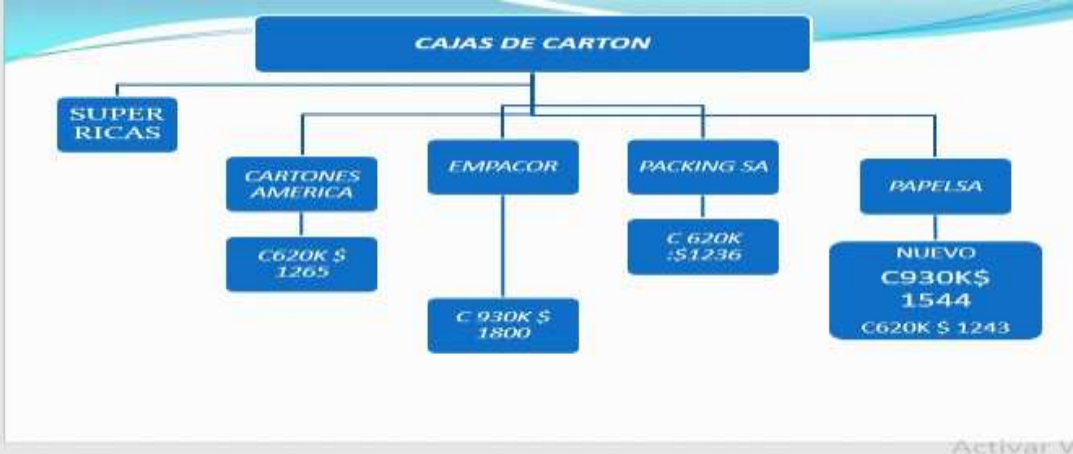 CAJAS DE CARTON
SUPER
RICAS
CARTONES
AMERICA
C620K $
1265
EMPACOR
C 930K $
1800
PACKING SA
C 620K
:$1236
PAPELSA
NUEVO
C930K$
1544
C620K $ 1243
Activar